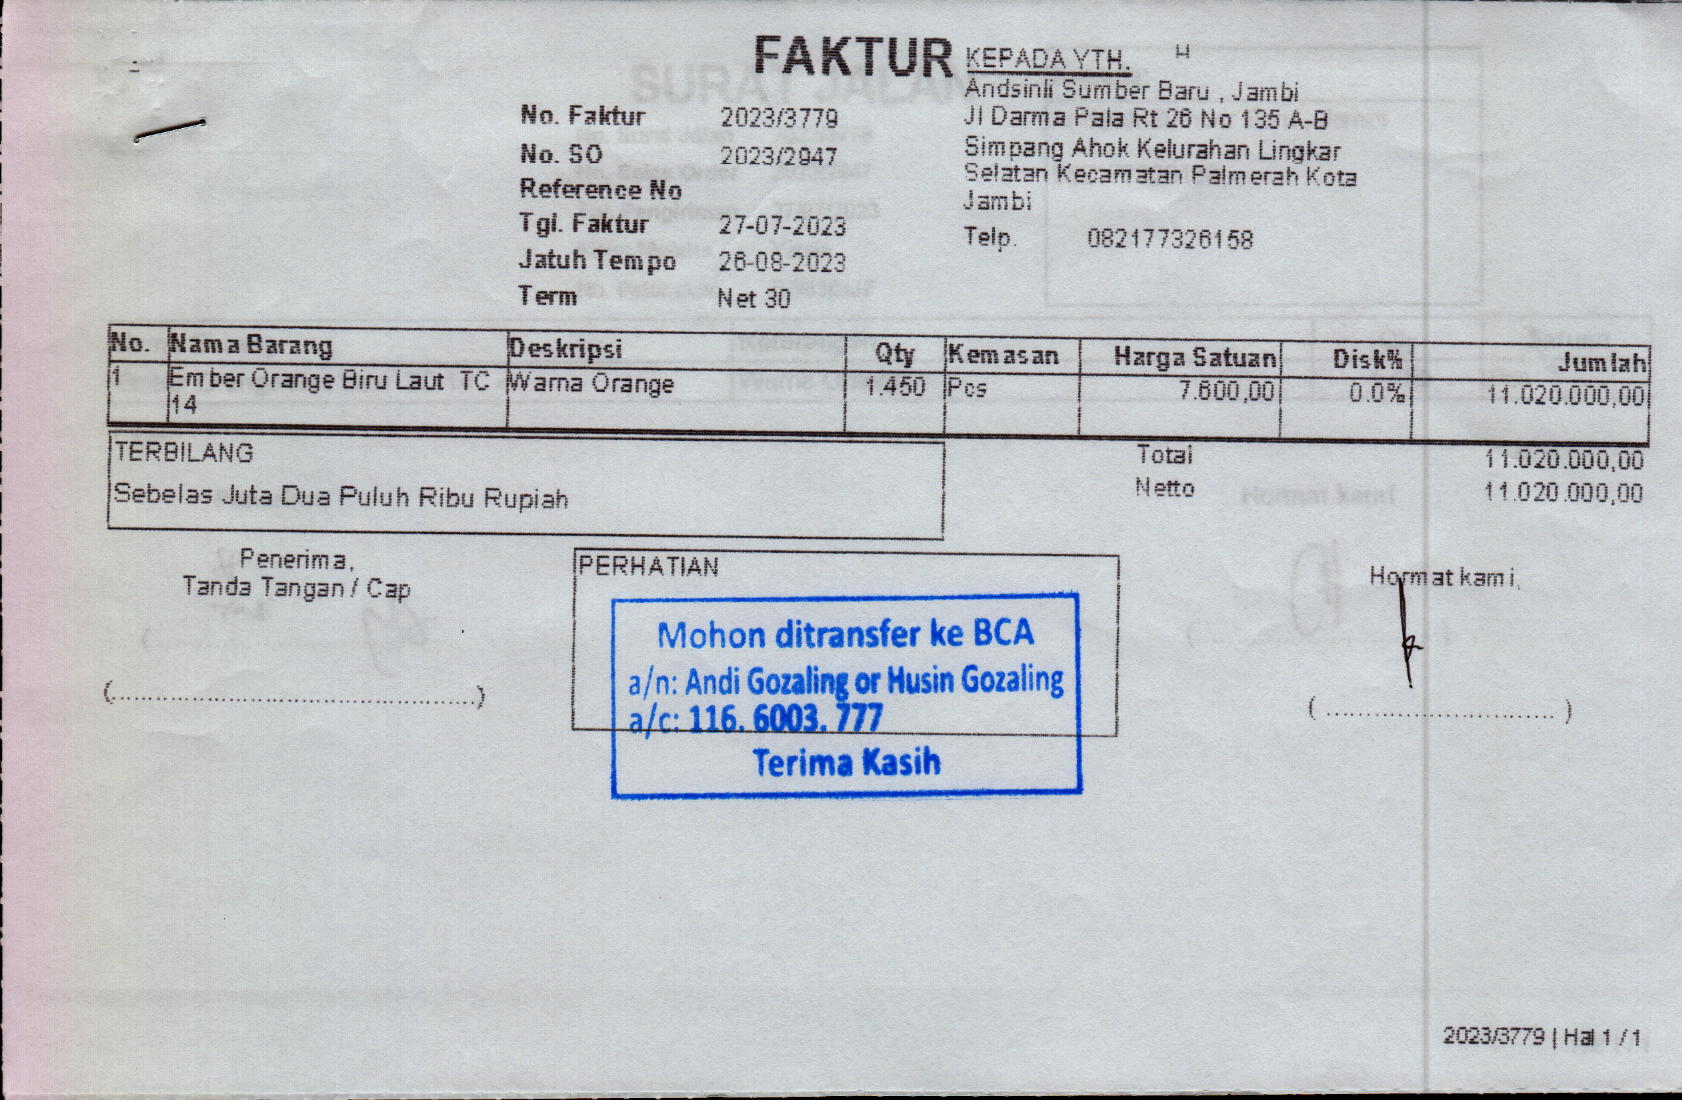 FAKTUR
KEPADA YTH.
Andsinli Sumber Baru , Jambi
Jl Darma Pala Rt 26 No 135 A-B
Simpang Ahok Kelurahan Lingkar
Selatan Kecamatan Palmerah Kota
Jambi
Telp. 082177326158
No. Faktur 2023/3779
No. SO 2023/2947
Reference No
Tgl. Faktur 27-07-2023
Jatuh Tempo 26-08-2023
Term Net 30
No. Nama Barang Deskripsi Qty Kemasan Harga Satuan Disk% Jumlah
1 Ember Orange Biru Laut TC Warna Orange 1.450 Pcs 7.600,00 0.0% 11.020.000,00
14
TERBILANG
Sebelas Juta Dua Puluh Ribu Rupiah
Total 11.020.000,00
Netto 11.020.000,00
Penerima,
Tanda Tangan / Cap
(..............................................)
PERHATIAN
Mohon ditransfer ke BCA
a/n: Andi Gozaling or Husin Gozaling
a/c: 116. 6003. 777
Terima Kasih
Hormat kami,
( ............................ )
2023/3779 | Hal 1 / 1